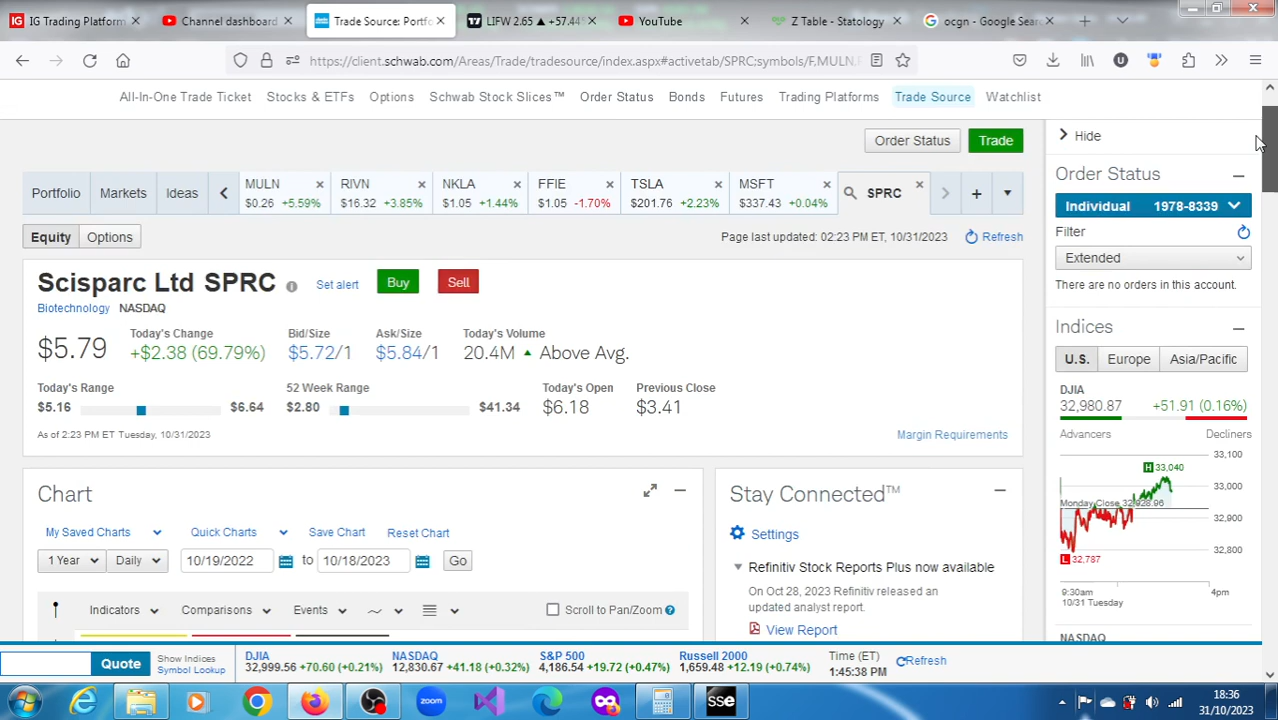 IG Trading Platform
Channel dashboard
Trade Source: Portfo
LIFW 2.65 ▲ +57.44%
YouTube
Z Table - Statology
ocgn - Google Sear
https://client.schwab.com/Areas/Trade/tradesource/index.aspx#activetab/SPRC:symbols/F,MULN,
All-In-One Trade Ticket
Stocks & ETFs
Options
Schwab Stock Slices™
Order Status
Bonds
Futures
Trading Platforms
Trade Source
Watchlist
Order Status
Trade
Hide
Portfolio
Markets
Ideas
MULN
$0.26 +5.59%
RIVN
$16.32 +3.85%
NKLA
$1.05 +1.44%
FFIE
$1.05 -1.70%
TSLA
$201.76 +2.23%
MSFT
$337.43 +0.04%
SPRC
Equity
Options
Page last updated: 02:23 PM ET, 10/31/2023
Refresh
Scisparc Ltd SPRC
Set alert
Buy
Sell
Biotechnology NASDAQ
$5.79
Today's Change
+$2.38 (69.79%)
Bid/Size
$5.72/1
Ask/Size
$5.84/1
Today's Volume
20.4M ▲ Above Avg.
Today's Range
$5.16
$6.64
52 Week Range
$2.80
$41.34
Today's Open
$6.18
Previous Close
$3.41
As of 2:23 PM ET Tuesday, 10/31/2023
Margin Requirements
Chart
My Saved Charts
Quick Charts
Save Chart
Reset Chart
1 Year
Daily
10/19/2022
to
10/18/2023
Go
Indicators
Comparisons
Events
Scroll to Pan/Zoom
Stay Connected™
Settings
Refinitiv Stock Reports Plus now available
On Oct 28, 2023 Refinitiv released an
updated analyst report.
View Report
Order Status
Individual 1978-8339
Filter
Extended
There are no orders in this account.
Indices
U.S.
Europe
Asia/Pacific
DJIA
32,980.87 +51.91 (0.16%)
Advancers
Decliners
33,100
H 33,040
33,000
Monday Close 32,928.96
32,900
32,800
L 32,787
9:30am
4pm
10/31 Tuesday
NASDAQ
Quote
Show Indices
Symbol Lookup
DJIA
32,999.56 +70.60 (+0.21%)
NASDAQ
12,830.67 +41.18 (+0.32%)
S&P 500
4,186.54 +19.72 (+0.47%)
Russell 2000
1,659.48 +12.19 (+0.74%)
Time (ET)
1:45:38 PM
Refresh
zoom
SSE
18:36
31/10/2023